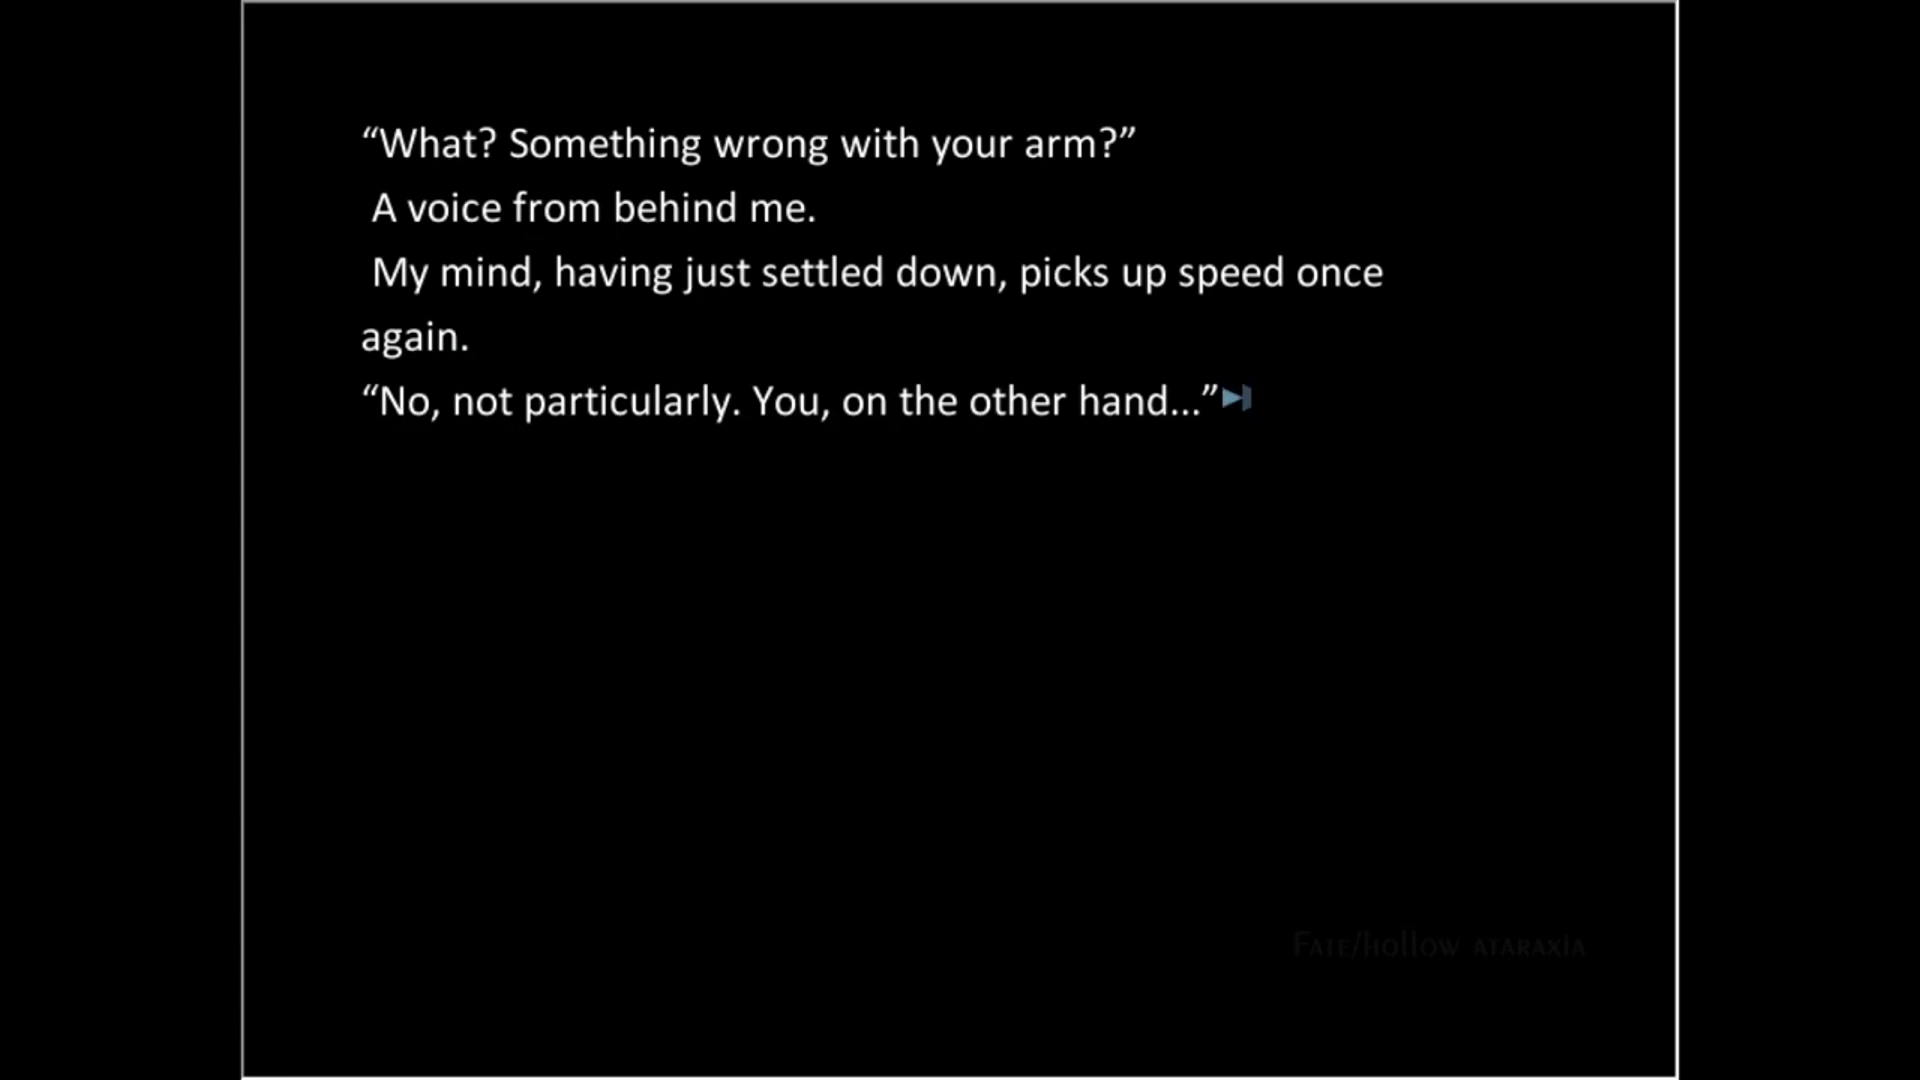 “What? Something wrong with your arm?”
A voice from behind me.
My mind, having just settled down, picks up speed once
again.
“No, not particularly. You, on the other hand...”
Fate/hollow ataraxia